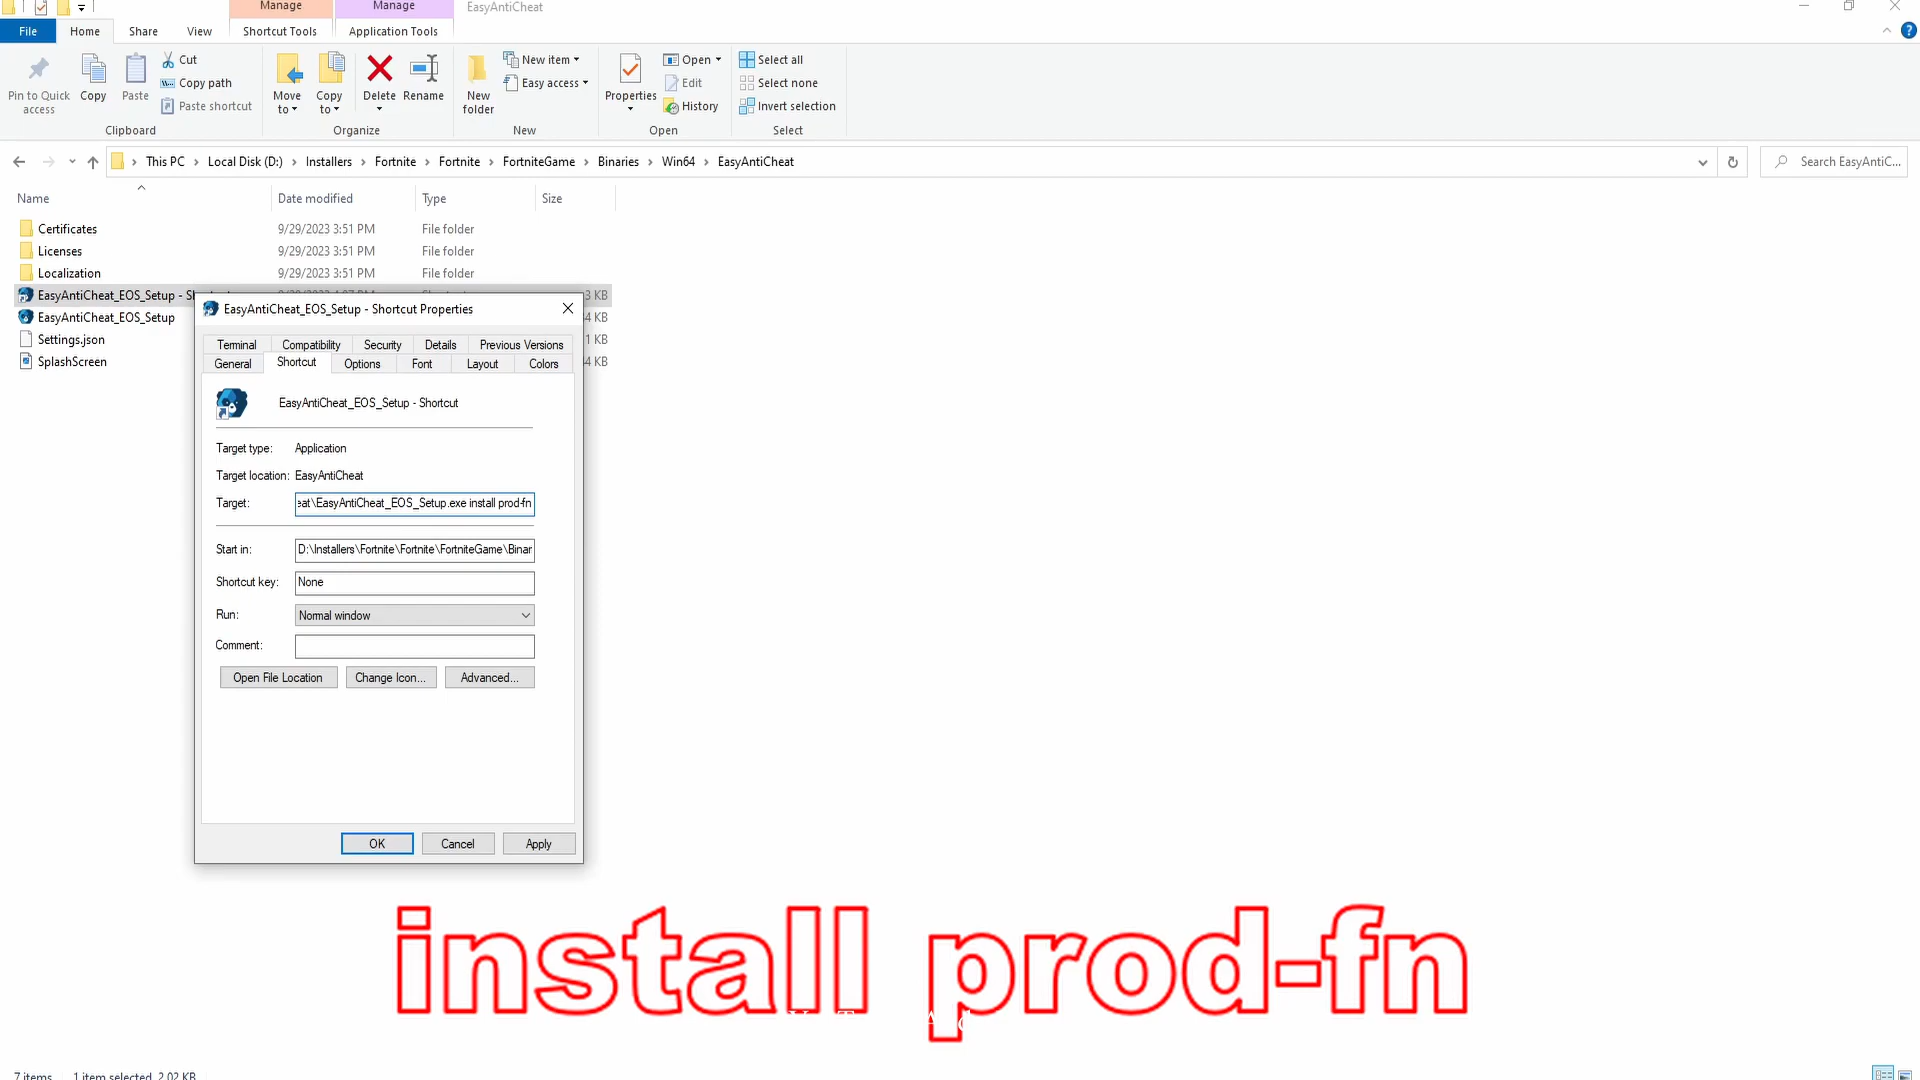 Manage
Manage
EasyAntiCheat
File
Home
Share
View
Shortcut Tools
Application Tools
Pin to Quick access
Copy
Paste
Cut
Copy path
Paste shortcut
Clipboard
Move to
Copy to
Delete
Rename
Organize
New folder
New item
Easy access
New
Properties
Open
Edit
History
Open
Select all
Select none
Invert selection
Select
This PC > Local Disk (D:) > Installers > Fortnite > Fortnite > FortniteGame > Binaries > Win64 > EasyAntiCheat
Search EasyAntiC...
Name Date modified Type Size
Certificates 9/29/2023 3:51 PM File folder
Licenses 9/29/2023 3:51 PM File folder
Localization 9/29/2023 3:51 PM File folder
EasyAntiCheat_EOS_Setup - Sh
KB
EasyAntiCheat_EOS_Setup KB
Settings.json KB
SplashScreen KB
EasyAntiCheat_EOS_Setup - Shortcut Properties
Terminal Compatibility Security Details Previous Versions
General Shortcut Options Font Layout Colors
EasyAntiCheat_EOS_Setup - Shortcut
Target type: Application
Target location: EasyAntiCheat
Target: eat\EasyAntiCheat_EOS_Setup.exe install prod-fn
Start in: D:\Installers\Fortnite\Fortnite\FortniteGame\Binar
Shortcut key: None
Run: Normal window
Comment:
Open File Location Change Icon... Advanced...
OK Cancel Apply
install prod-fn
7 items 1 item selected 2.02 KB